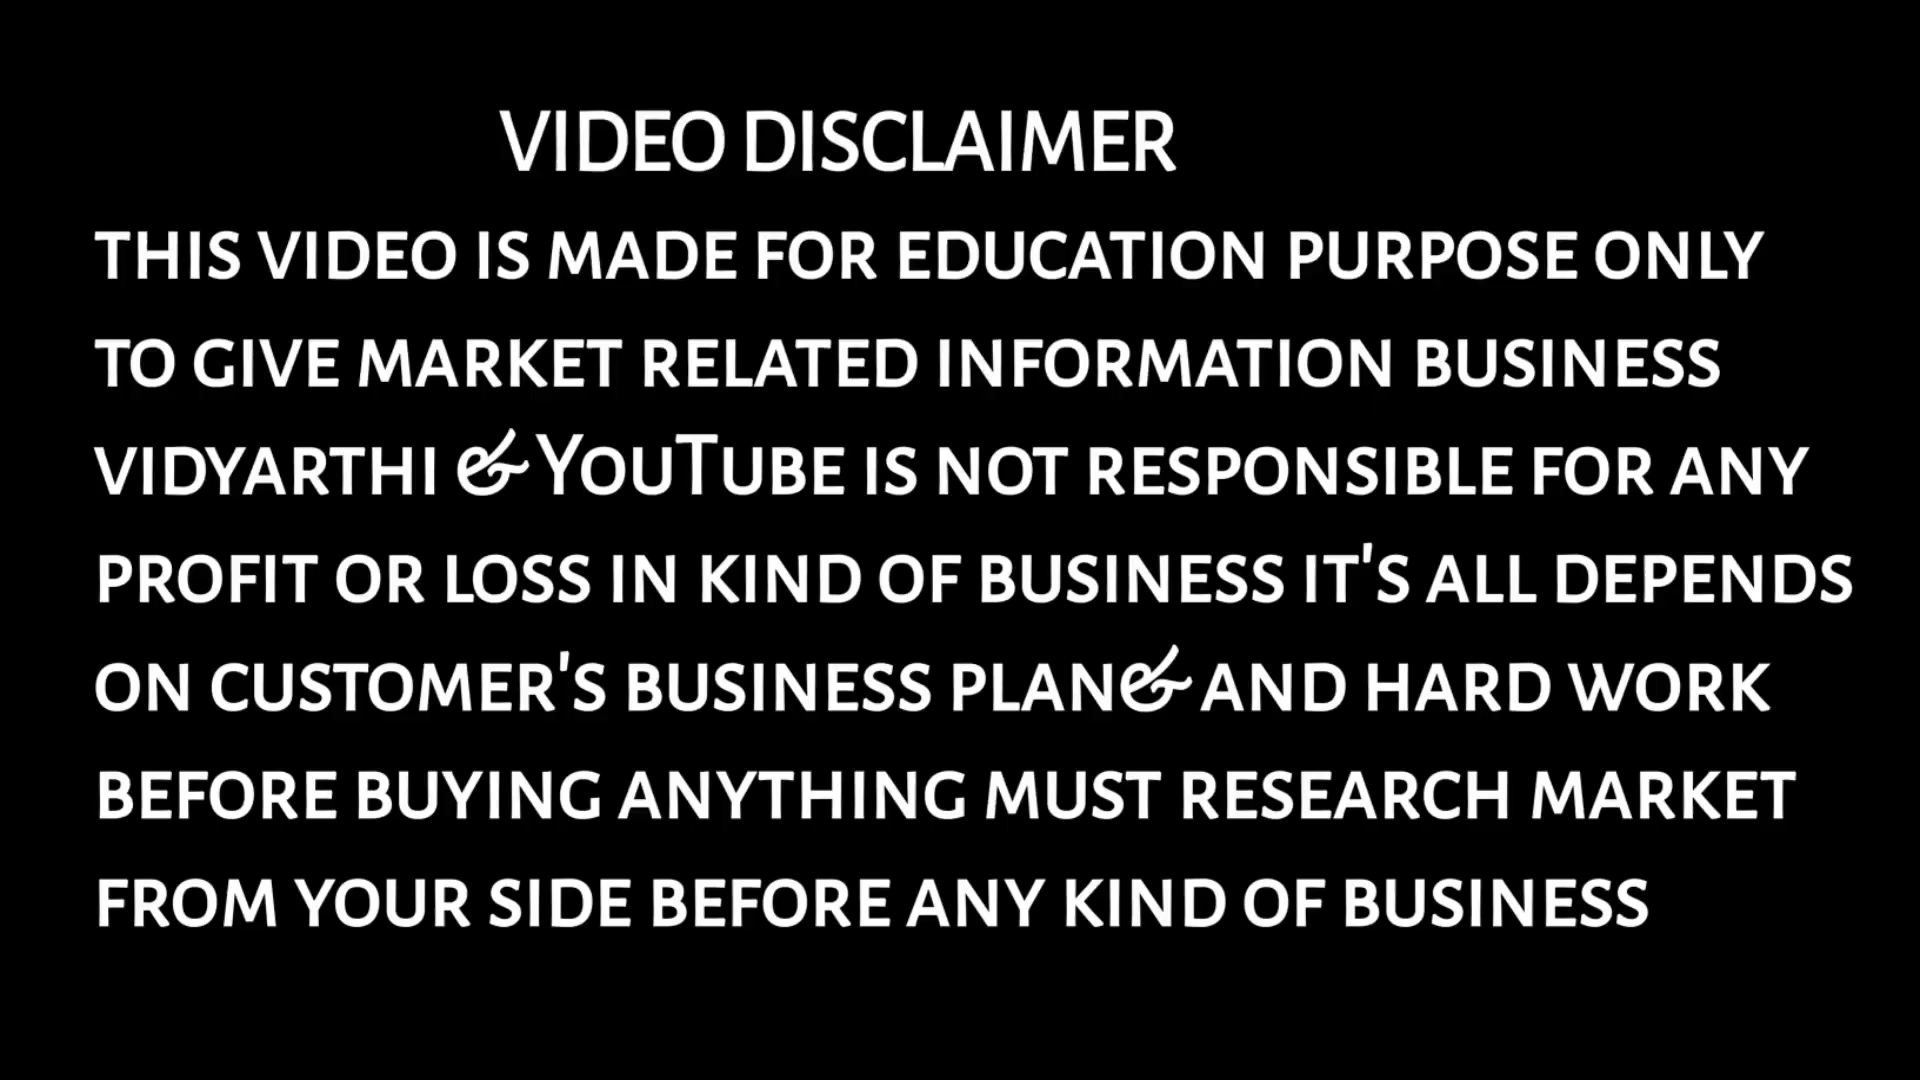 VIDEO DISCLAIMER
THIS VIDEO IS MADE FOR EDUCATION PURPOSE ONLY
TO GIVE MARKET RELATED INFORMATION BUSINESS
VIDYARTHI & YOUTUBE IS NOT RESPONSIBLE FOR ANY
PROFIT OR LOSS IN KIND OF BUSINESS IT'S ALL DEPENDS
ON CUSTOMER'S BUSINESS PLAN& AND HARD WORK
BEFORE BUYING ANYTHING MUST RESEARCH MARKET
FROM YOUR SIDE BEFORE ANY KIND OF BUSINESS